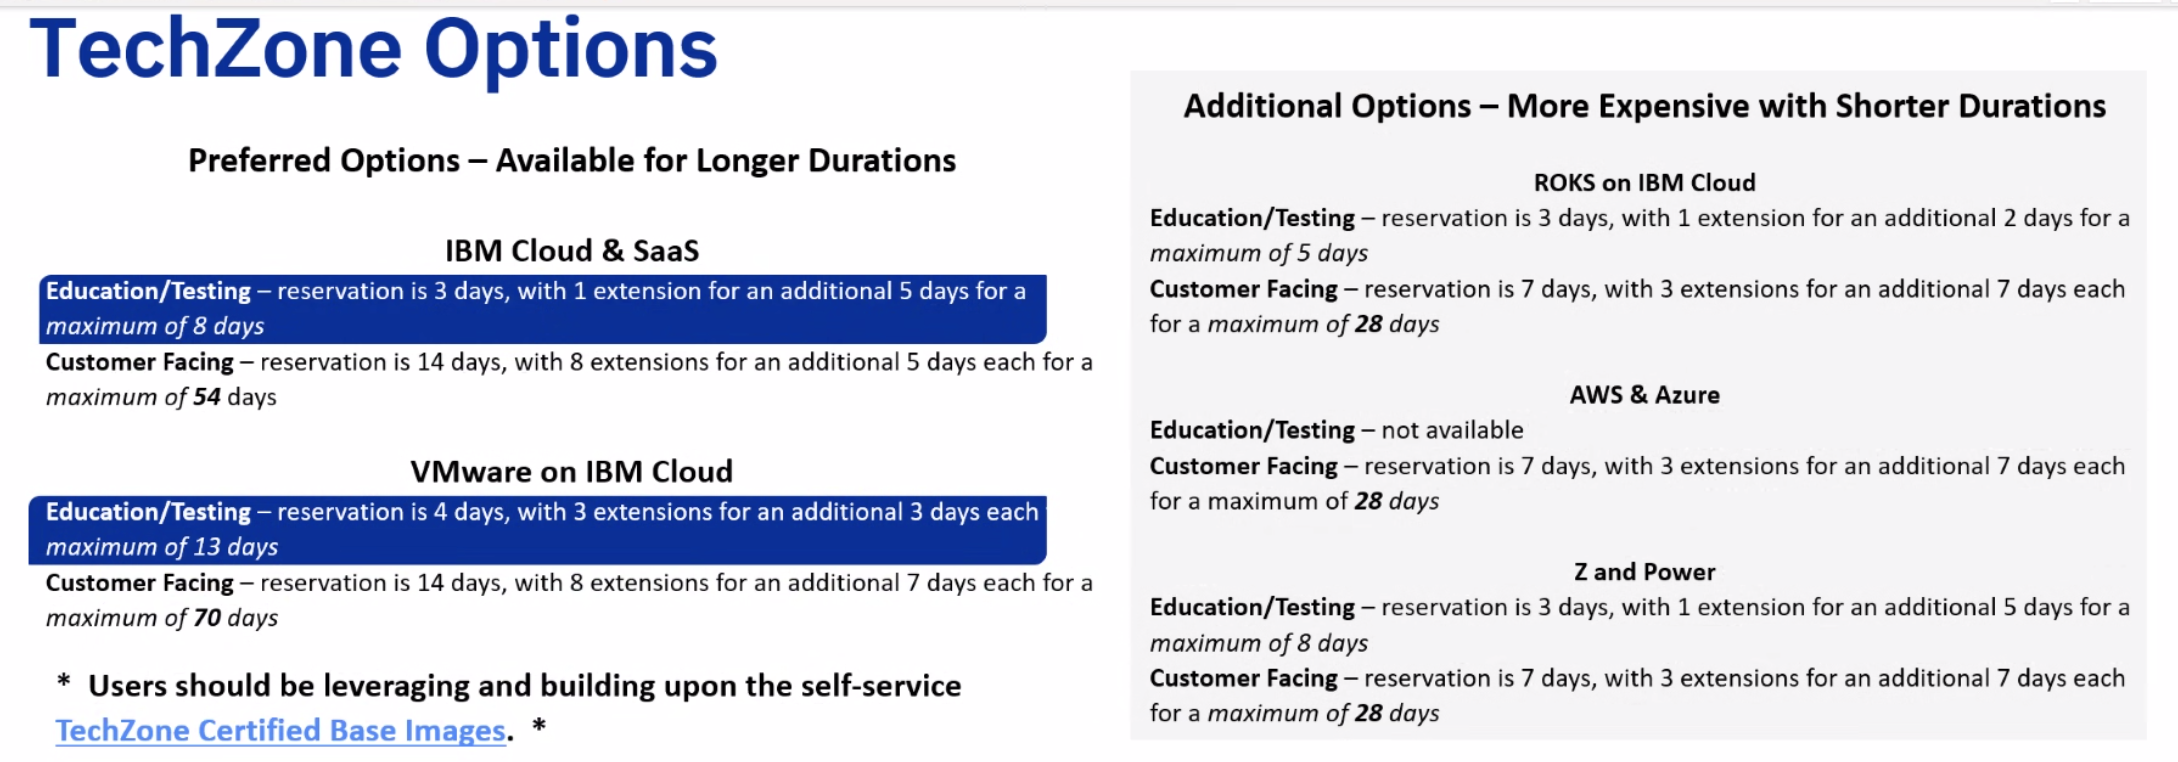 TechZone Options
Preferred Options – Available for Longer Durations
IBM Cloud & SaaS
Education/Testing – reservation is 3 days, with 1 extension for an additional 5 days for a
maximum of 8 days
Customer Facing – reservation is 14 days, with 8 extensions for an additional 5 days each for a
maximum of 54 days
VMware on IBM Cloud
Education/Testing – reservation is 4 days, with 3 extensions for an additional 3 days each
maximum of 13 days
Customer Facing – reservation is 14 days, with 8 extensions for an additional 7 days each for a
maximum of 70 days
* Users should be leveraging and building upon the self-service
TechZone Certified Base Images. *
Additional Options – More Expensive with Shorter Durations
ROKS on IBM Cloud
Education/Testing – reservation is 3 days, with 1 extension for an additional 2 days for a
maximum of 5 days
Customer Facing – reservation is 7 days, with 3 extensions for an additional 7 days each
for a maximum of 28 days
AWS & Azure
Education/Testing – not available
Customer Facing – reservation is 7 days, with 3 extensions for an additional 7 days each
for a maximum of 28 days
Z and Power
Education/Testing – reservation is 3 days, with 1 extension for an additional 5 days for a
maximum of 8 days
Customer Facing – reservation is 7 days, with 3 extensions for an additional 7 days each
for a maximum of 28 days